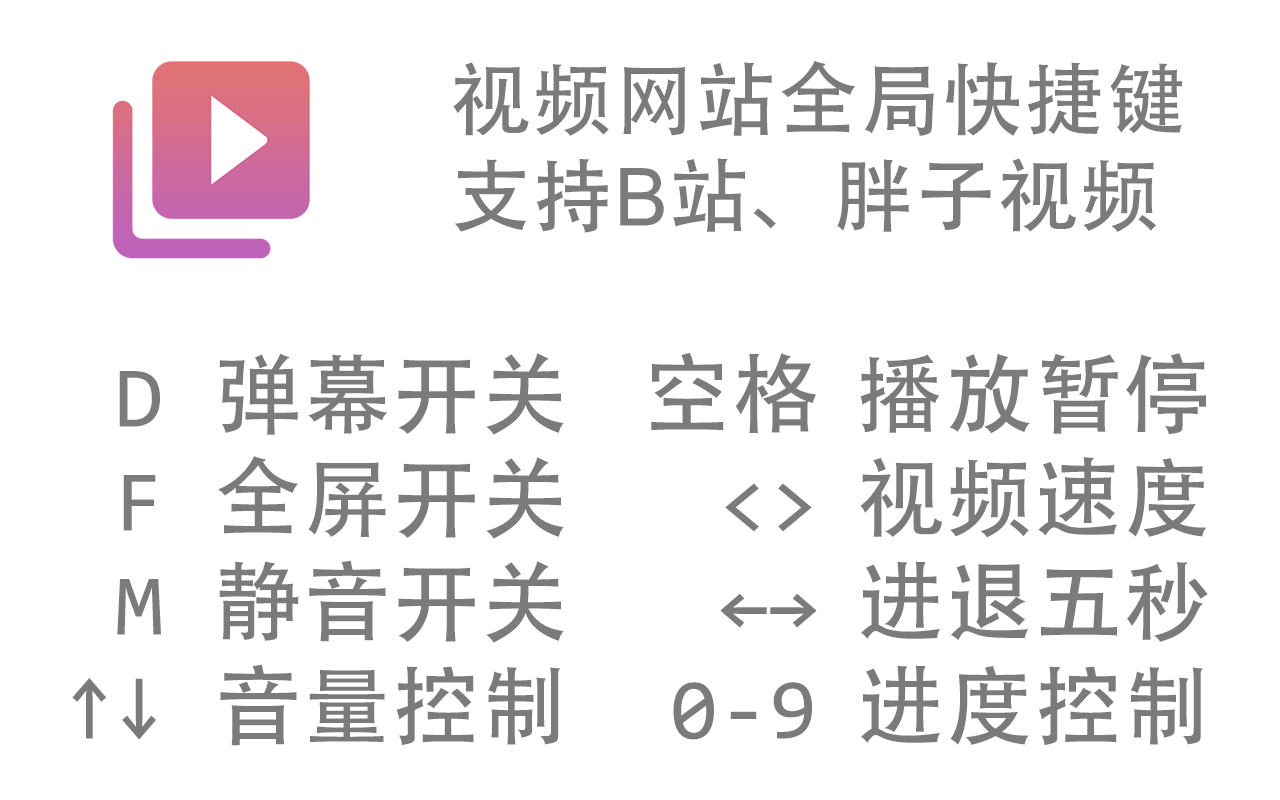 视频网站全局快捷键
支持B站、胖子视频
D 弹幕开关 空格 播放暂停
F 全屏开关 <> 视频速度
M 静音开关 ←→ 进退五秒
↑↓ 音量控制 0-9 进度控制